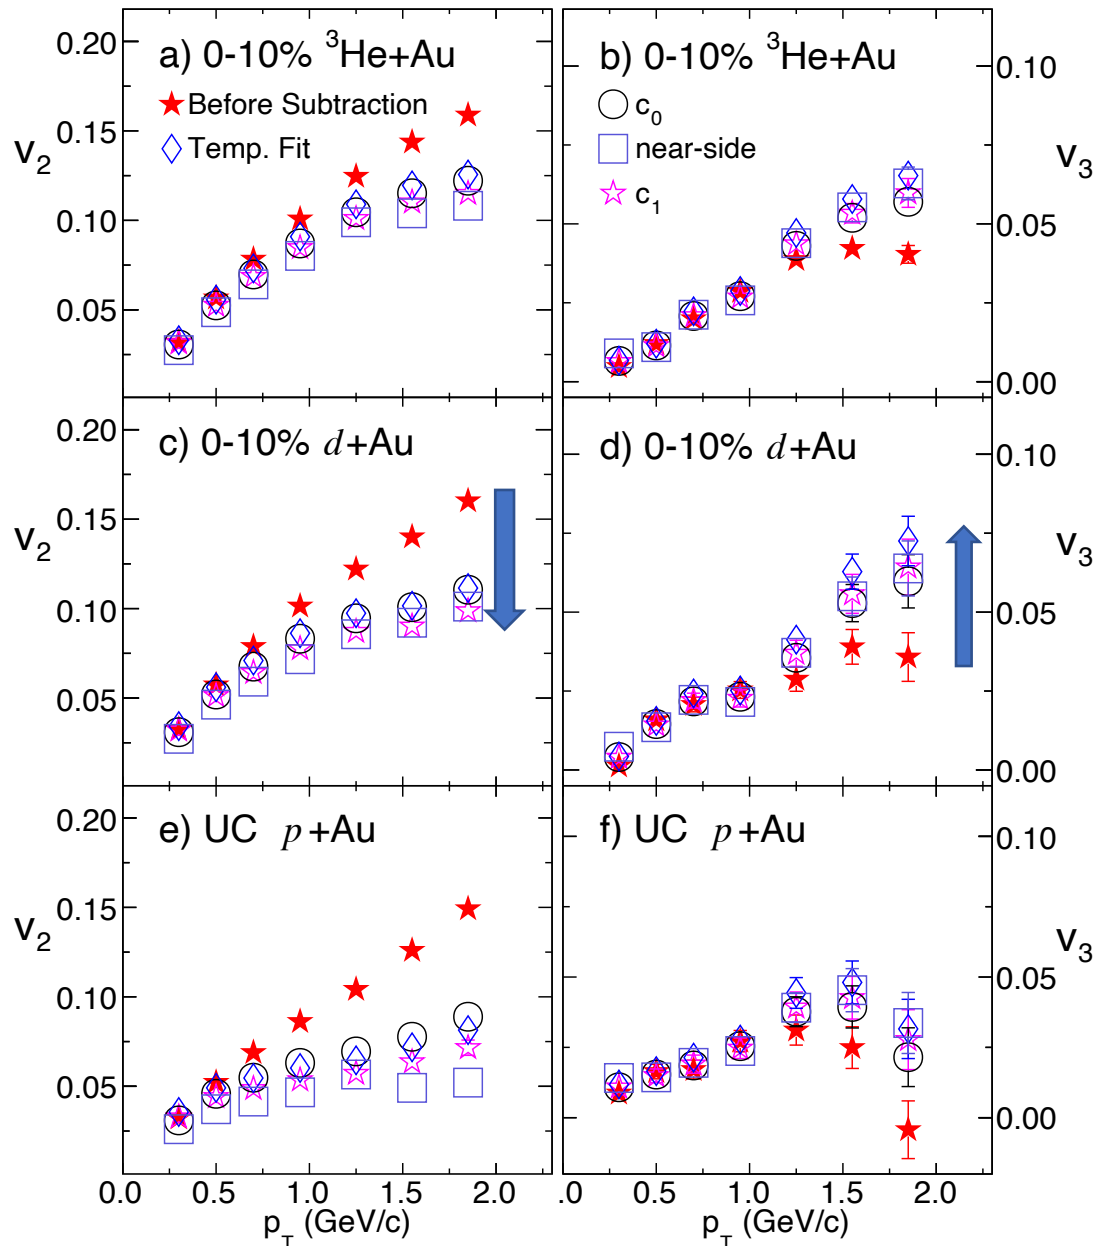 a) 0-10% ³He+Au
Before Subtraction
Temp. Fit
v₂
0.20
0.15
0.10
0.05
b) 0-10% ³He+Au
c₀
near-side
c₁
v₃
0.10
0.05
0.00
c) 0-10% d+Au
v₂
0.20
0.15
0.10
0.05
d) 0-10% d+Au
v₃
0.10
0.05
0.00
e) UC p+Au
v₂
0.20
0.15
0.10
0.05
f) UC p+Au
v₃
0.10
0.05
0.00
0.0 0.5 1.0 1.5 2.0
p_T (GeV/c)
.0 0.5 1.0 1.5 2.0
p_T (GeV/c)